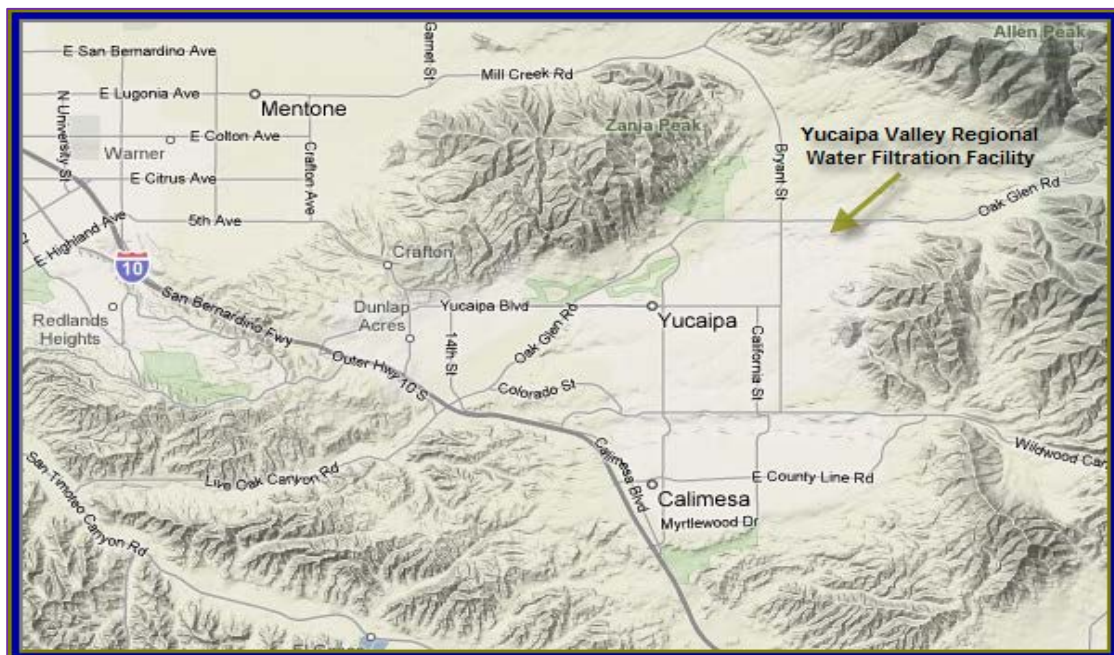 Allen Peak
E San Bernardino Ave
Garnet St
Mill Creek Rd
E Lugonia Ave
Mentone
N University St
E Colton Ave
Zanja Peak
Yucaipa Valley Regional
Water Filtration Facility
Warner
Crafton Ave
Bryant St
E Citrus Ave
Oak Glen Rd
5th Ave
E Highland Ave
Crafton
10
San Bernardino Fwy
Dunlap
Acres
Yucaipa Blvd
Redlands
Heights
Yucaipa
Oak Glen Rd
14th St
California St
Outer Hwy 10 S
Colorado St
Wildwood Can
Calimesa Blvd
San Timoteo Canyon Rd
Live Oak Canyon Rd
E County Line Rd
Calimesa
Myrtlewood Dr